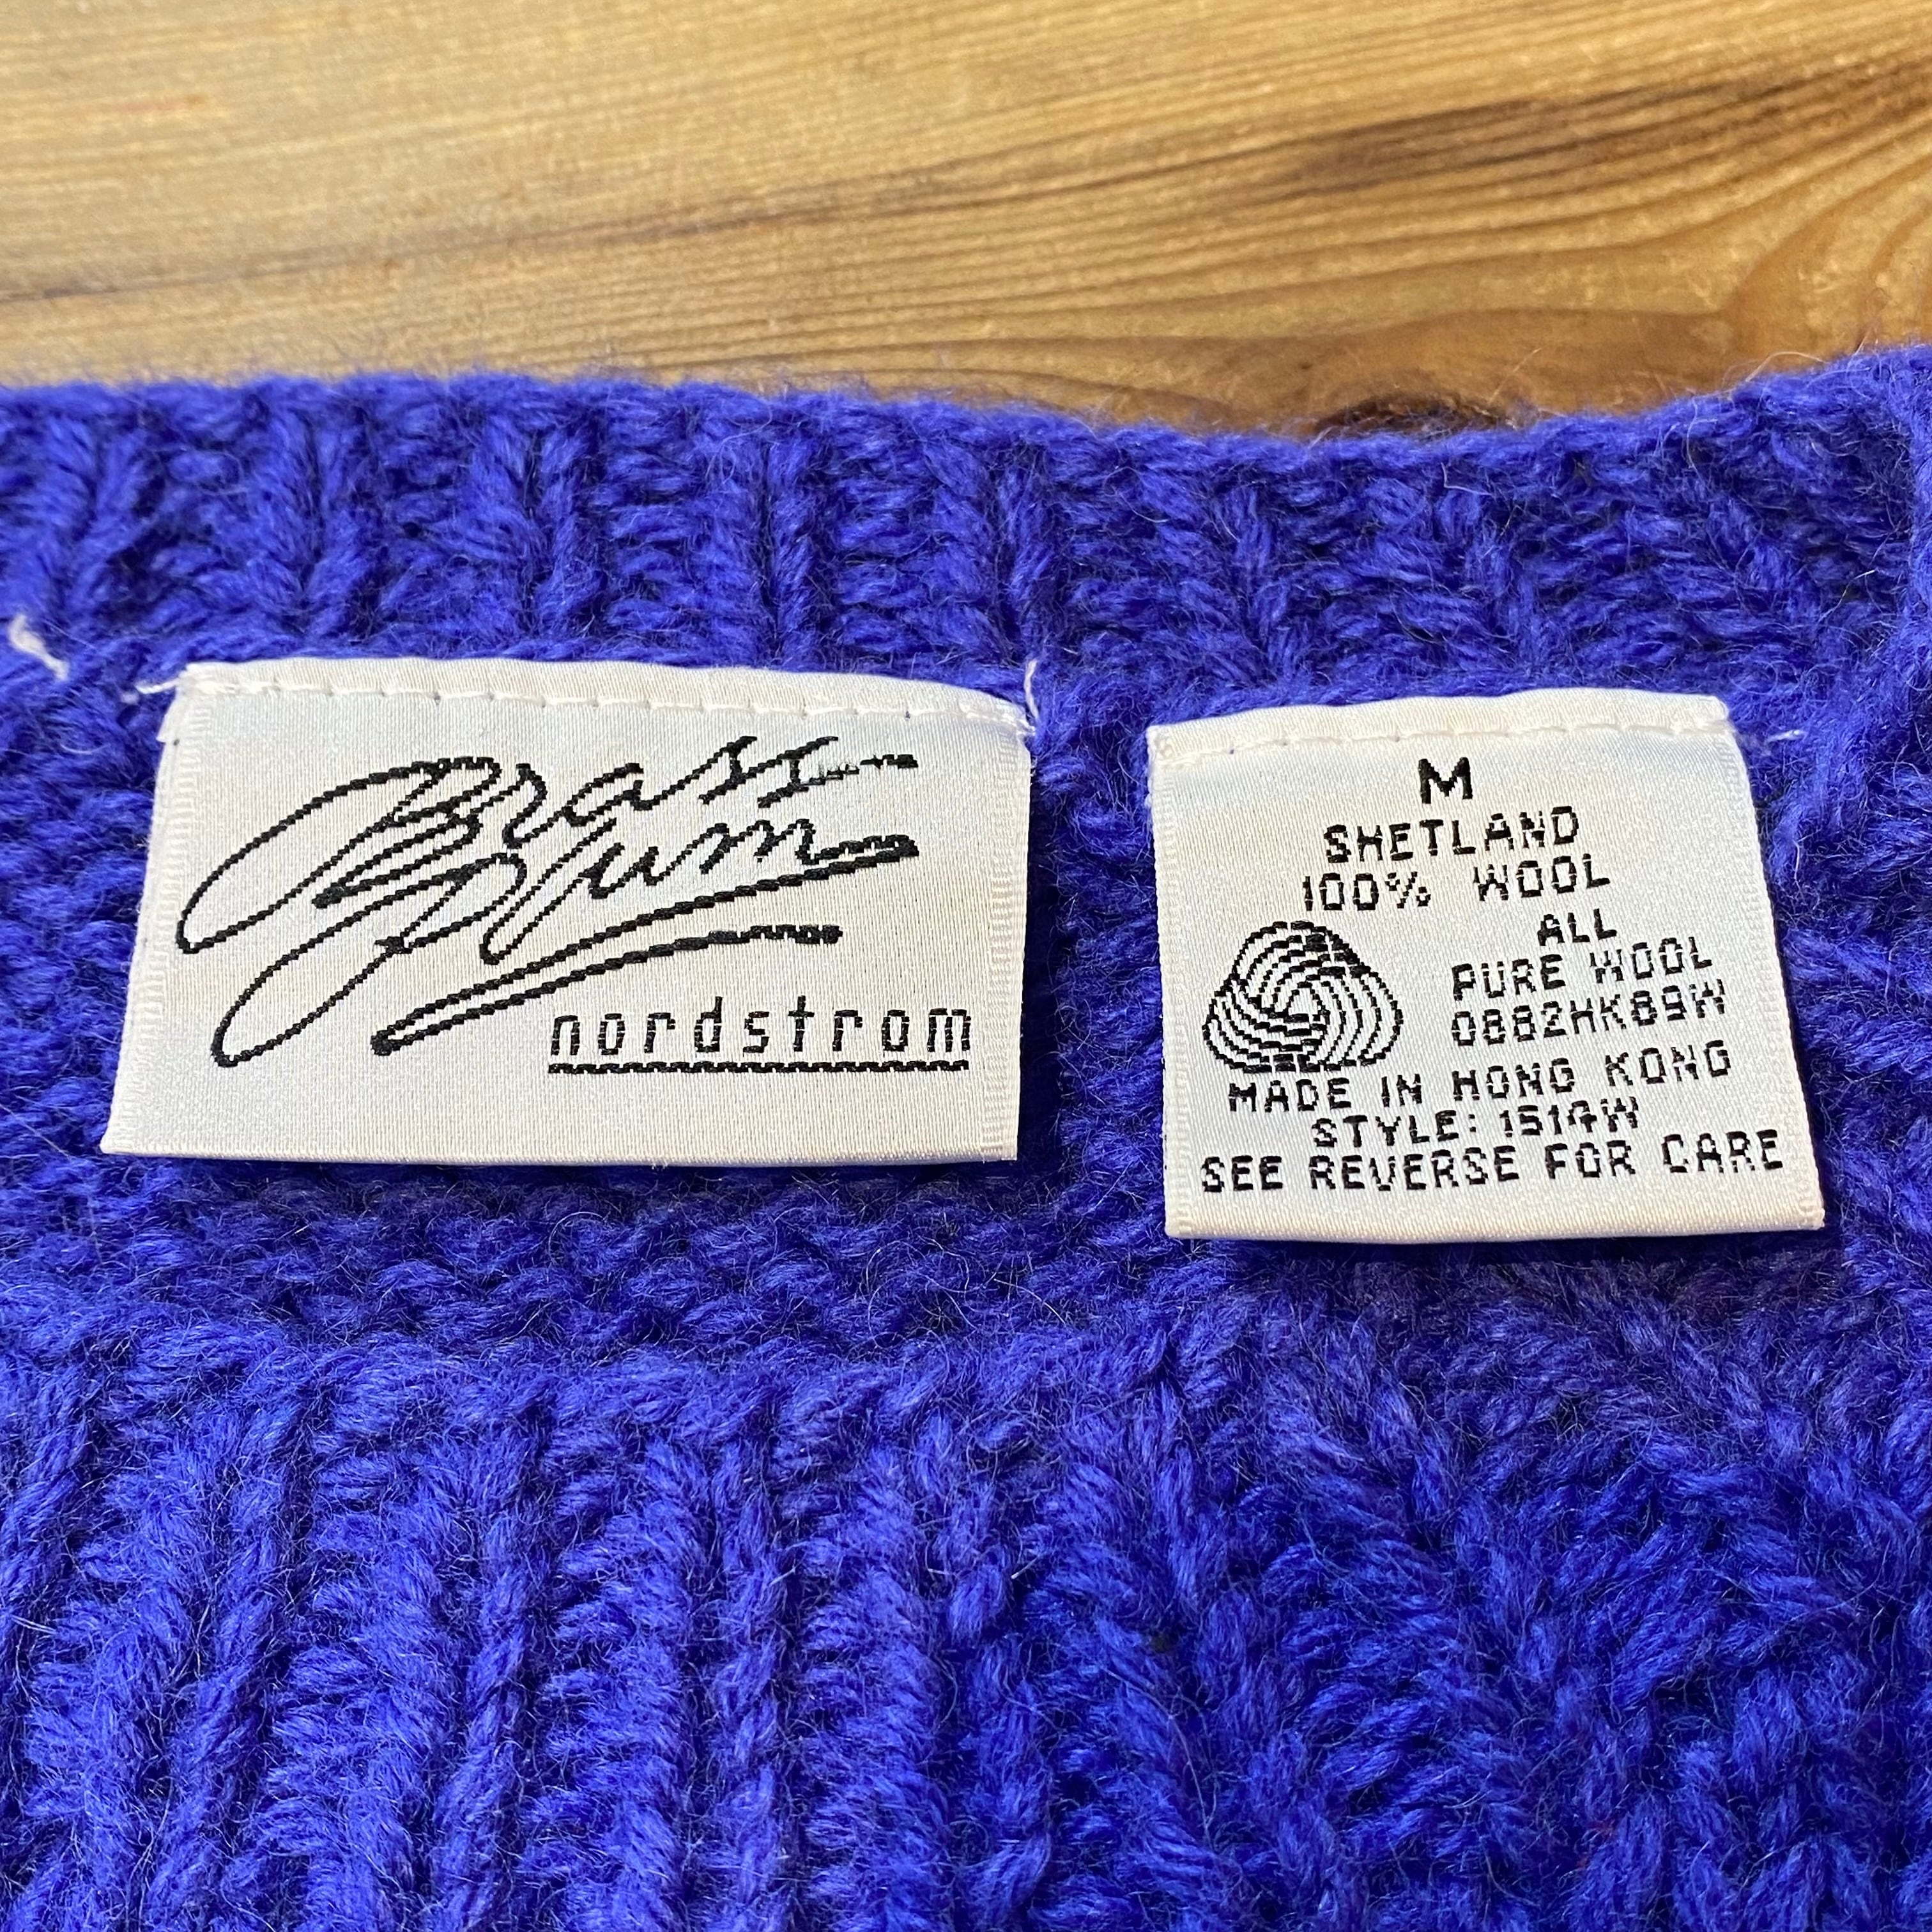 Brass
Plum
nordstrom
M
SHETLAND
100% WOOL
ALL
PURE WOOL
0882HK89W
MADE IN HONG KONG
STYLE: 1514W
SEE REVERSE FOR CARE